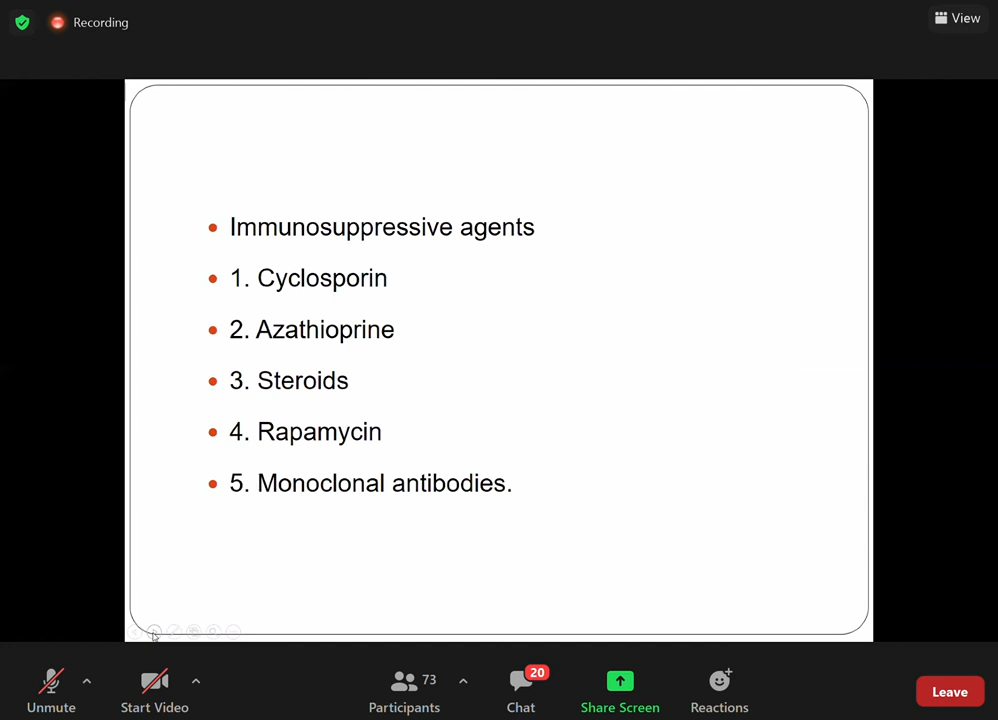 Recording
View
Immunosuppressive agents
1. Cyclosporin
2. Azathioprine
3. Steroids
4. Rapamycin
5. Monoclonal antibodies.
73
20
Unmute
Start Video
Participants
Chat
Share Screen
Reactions
Leave